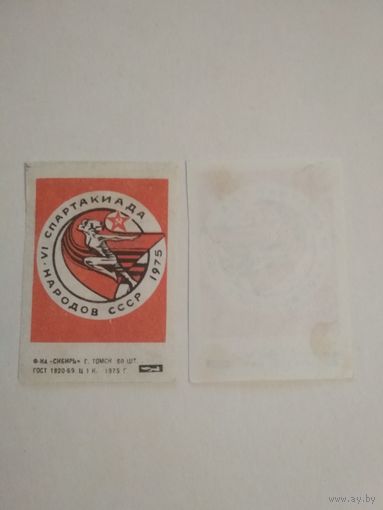 VI СПАРТАКИАДА
НАРОДОВ СССР 1975
Ф-КА «СИБИРЬ» Г. ТОМСК 60 ШТ.
ГОСТ 1820-69. Ц 1 К. 1975 Г.
www.ay.by